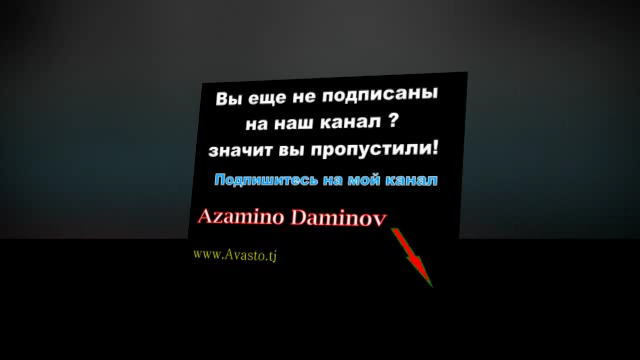 Вы еще не подписаны
на наш канал ?
значит вы пропустили!
Подпишитесь на мой канал
Azamino Daminov
www.Avasto.tj